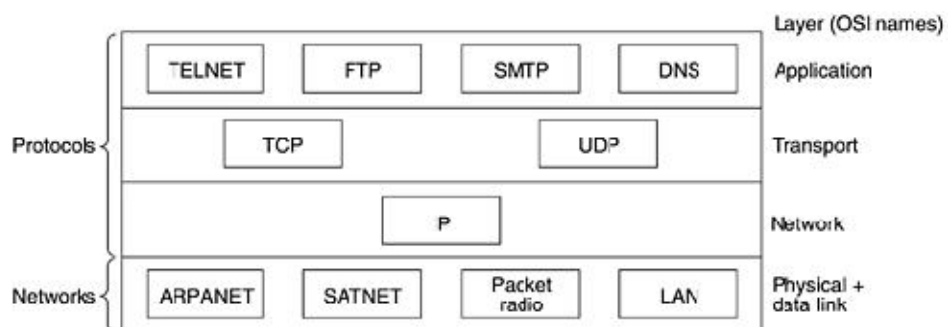 Layer (OSI names)
TELNET FTP SMTP DNS Application
Protocols TCP UDP Transport
P Network
Networks ARPANET SATNET Packet radio LAN Physical + data link